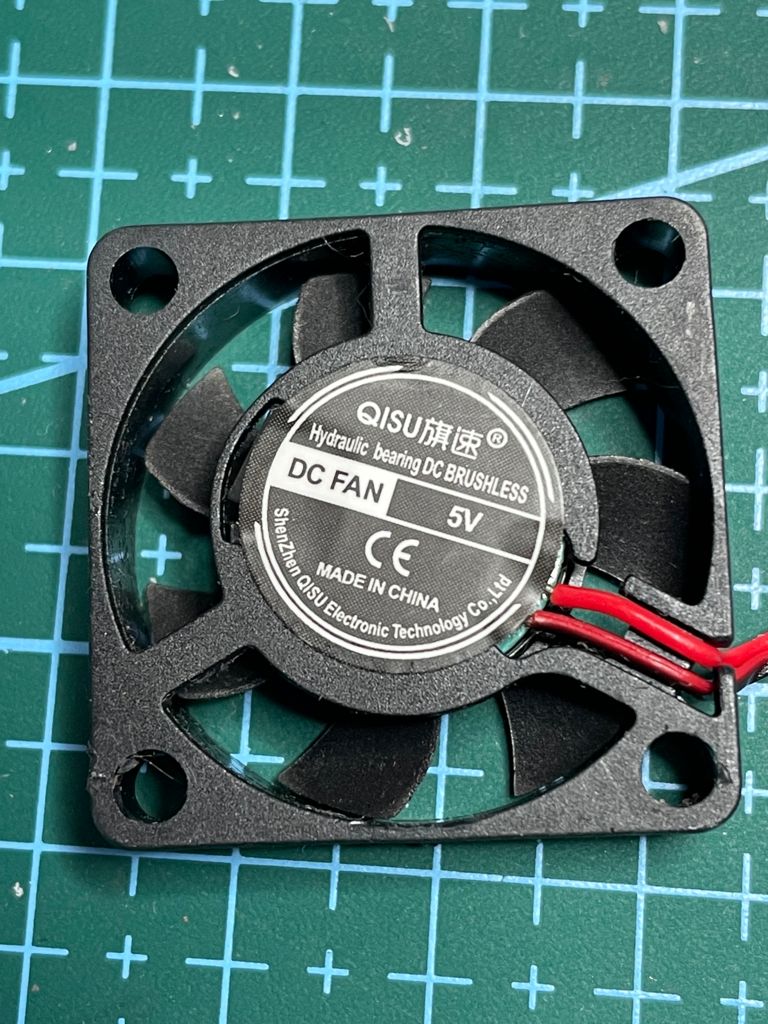 QISU旗速®
Hydraulic bearing DC BRUSHLESS
DC FAN 5V
CE
MADE IN CHINA
ShenZhen QISU Electronic Technology Co.,Ltd